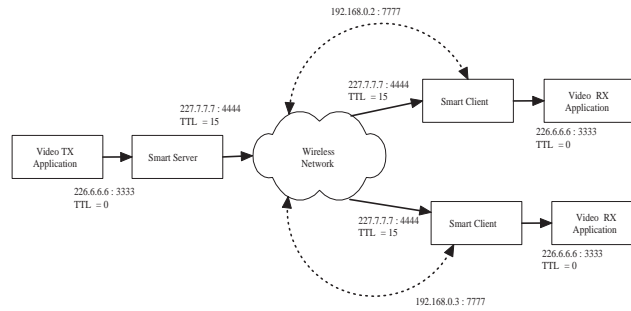 192.168.0.2 : 7777
227.7.7.7 : 4444
TTL = 15
Smart Client
Video RX
Application
226.6.6.6 : 3333
TTL = 0
227.7.7.7 : 4444
TTL = 15
Video TX
Application
Smart Server
Wireless
Network
226.6.6.6 : 3333
TTL = 0
227.7.7.7 : 4444
TTL = 15
Smart Client
Video RX
Application
226.6.6.6 : 3333
TTL = 0
192.168.0.3 : 7777